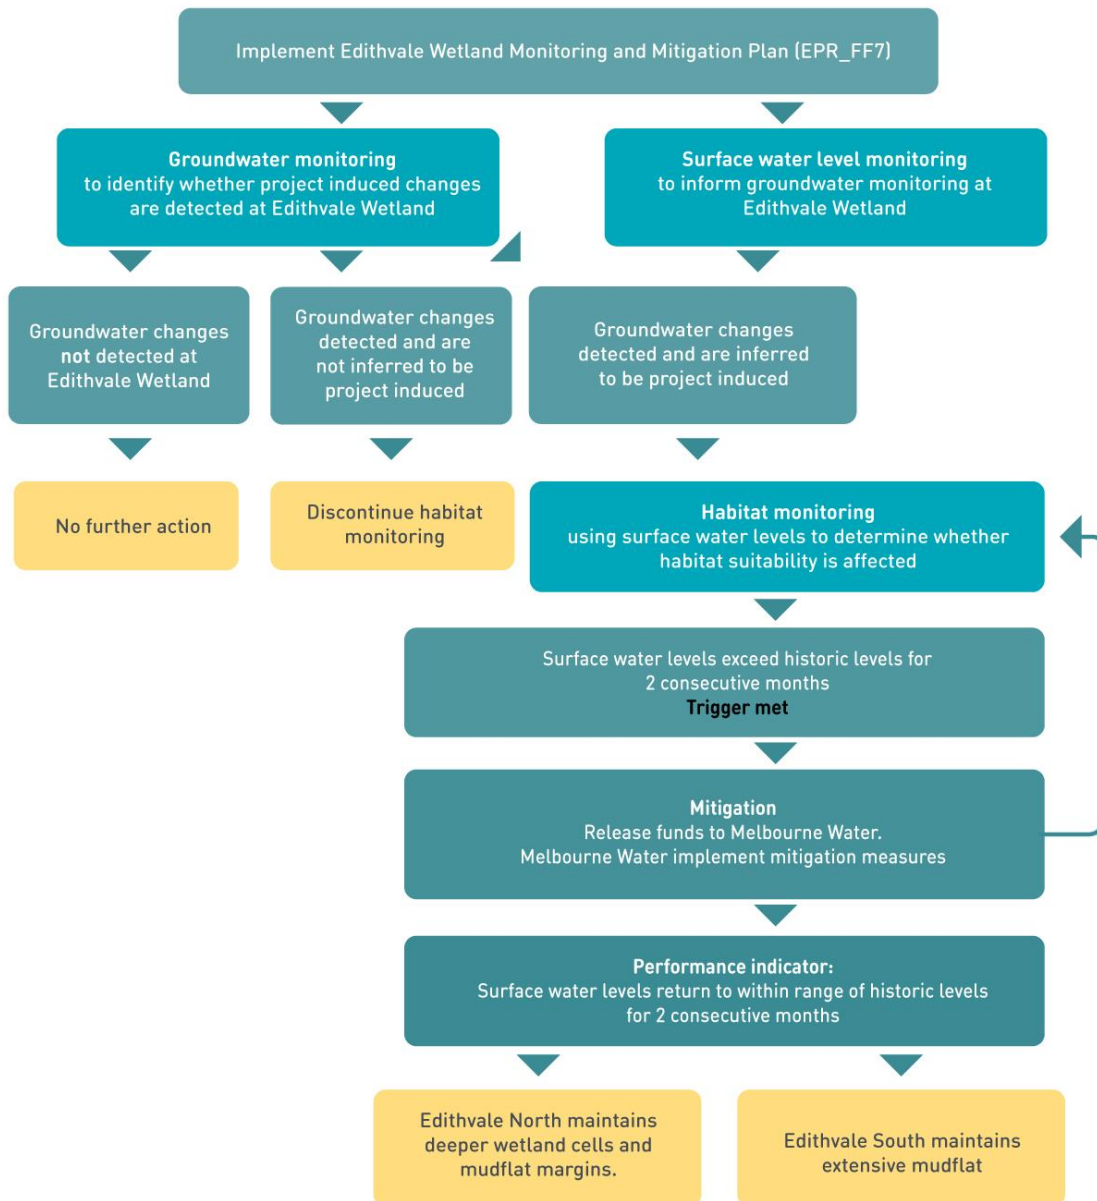 Implement Edithvale Wetland Monitoring and Mitigation Plan (EPR_FF7)
Groundwater monitoring
to identify whether project induced changes
are detected at Edithvale Wetland
Surface water level monitoring
to inform groundwater monitoring at
Edithvale Wetland
Groundwater changes
not detected at
Edithvale Wetland
Groundwater changes
detected and are
not inferred to be
project induced
Groundwater changes
detected and are inferred
to be project induced
No further action
Discontinue habitat
monitoring
Habitat monitoring
using surface water levels to determine whether
habitat suitability is affected
Surface water levels exceed historic levels for
2 consecutive months
Trigger met
Mitigation
Release funds to Melbourne Water.
Melbourne Water implement mitigation measures
Performance indicator:
Surface water levels return to within range of historic levels
for 2 consecutive months
Edithvale North maintains
deeper wetland cells and
mudflat margins.
Edithvale South maintains
extensive mudflat